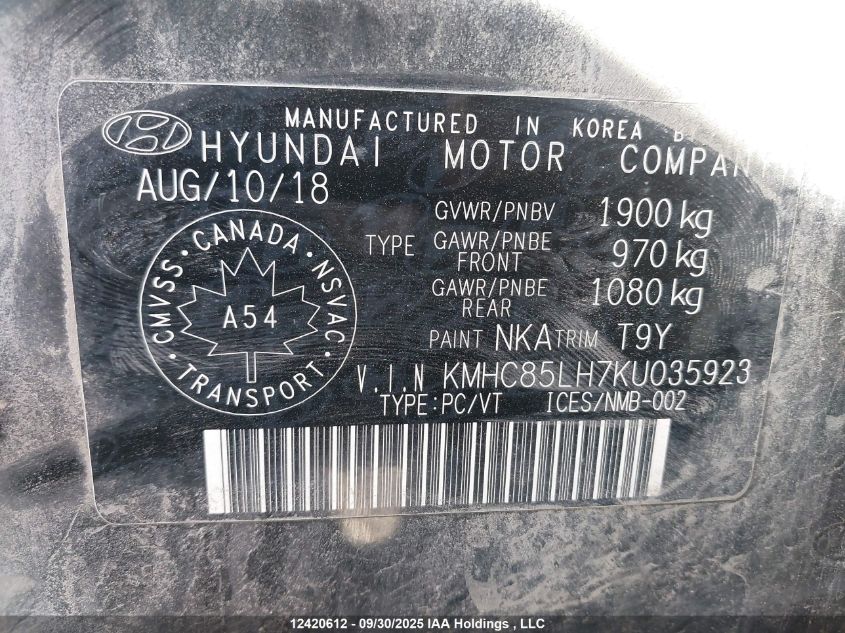 MANUFACTURED IN KOREA BY
HYUNDAI MOTOR COMPANY
AUG/10/18
GVWR/PNBV 1900 kg
TYPE GAWR/PNBE FRONT 970 kg
GAWR/PNBE REAR 1080 kg
PAINT NKA TRIM T9Y
CMVSS · CANADA · NSVAC · TRANSPORT ·
A54
V.I.N KMHC85LH7KU035923
TYPE:PC/VT ICES/NMB-002
12420612 - 09/30/2025 IAA Holdings , LLC